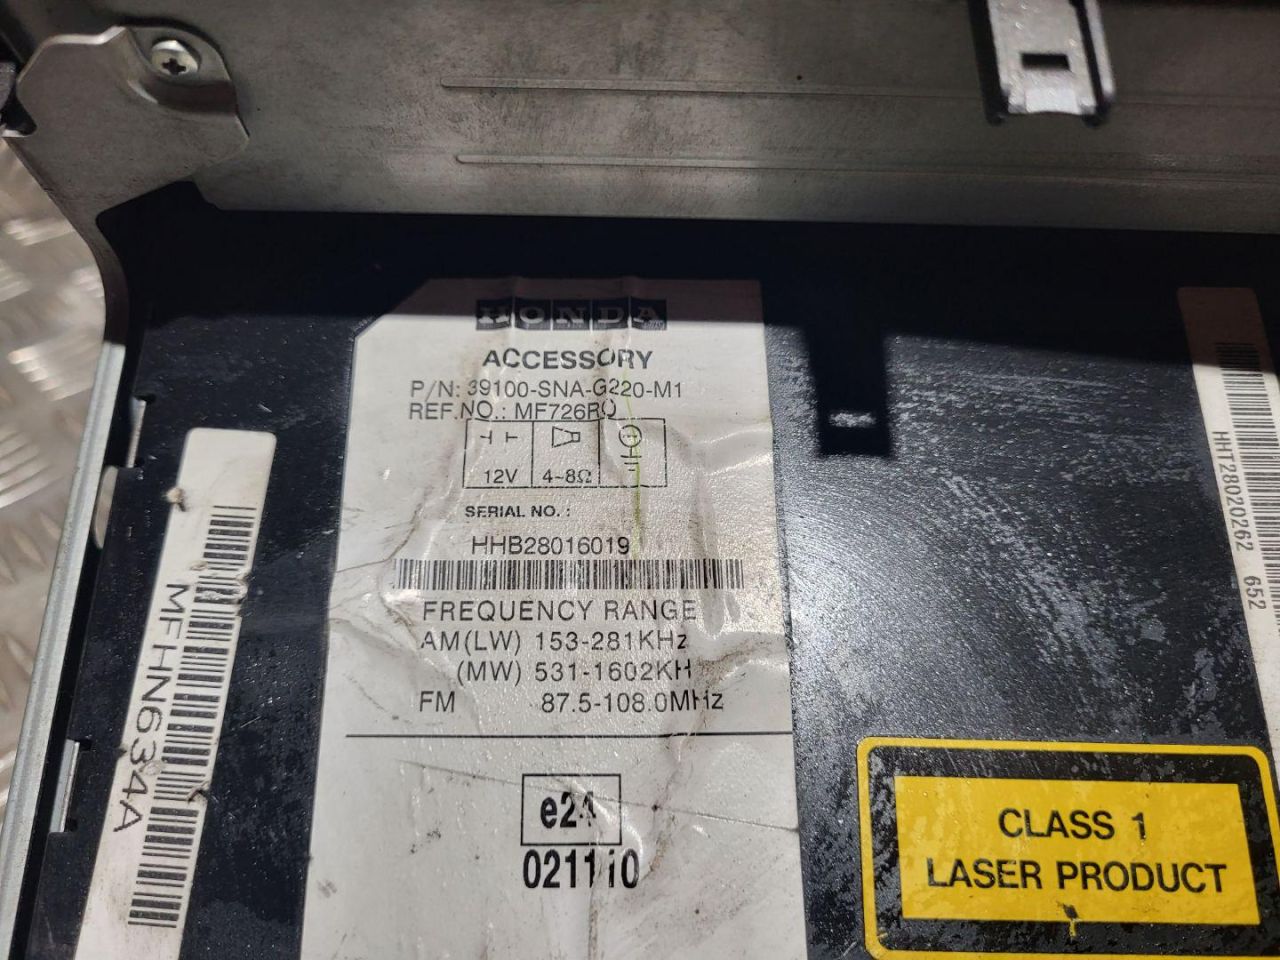 HONDA
ACCESSORY
P/N: 39100-SNA-G220-M1
REF.NO.: MF726RO
12V 4~8Ω
SERIAL NO. :
HHB28016019
FREQUENCY RANGE
AM(LW) 153-281KHz
(MW) 531-1602KH
FM 87.5-108.0MHz
e24
021110
MFHN634A
HHT28020262 652
CLASS 1
LASER PRODUCT